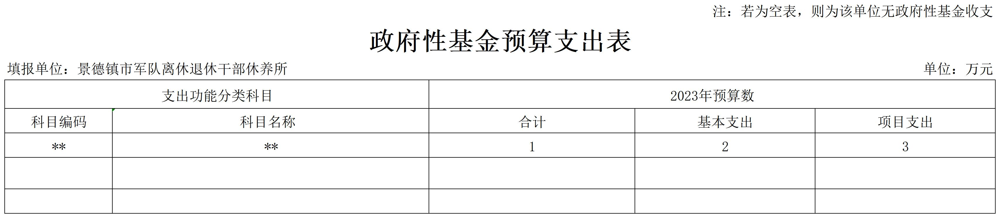 注：若为空表，则为该单位无政府性基金收支
政府性基金预算支出表
填报单位：景德镇市军队离休退休干部休养所 单位：万元
支出功能分类科目 2023年预算数
科目编码 科目名称 合计 基本支出 项目支出
** ** 1 2 3